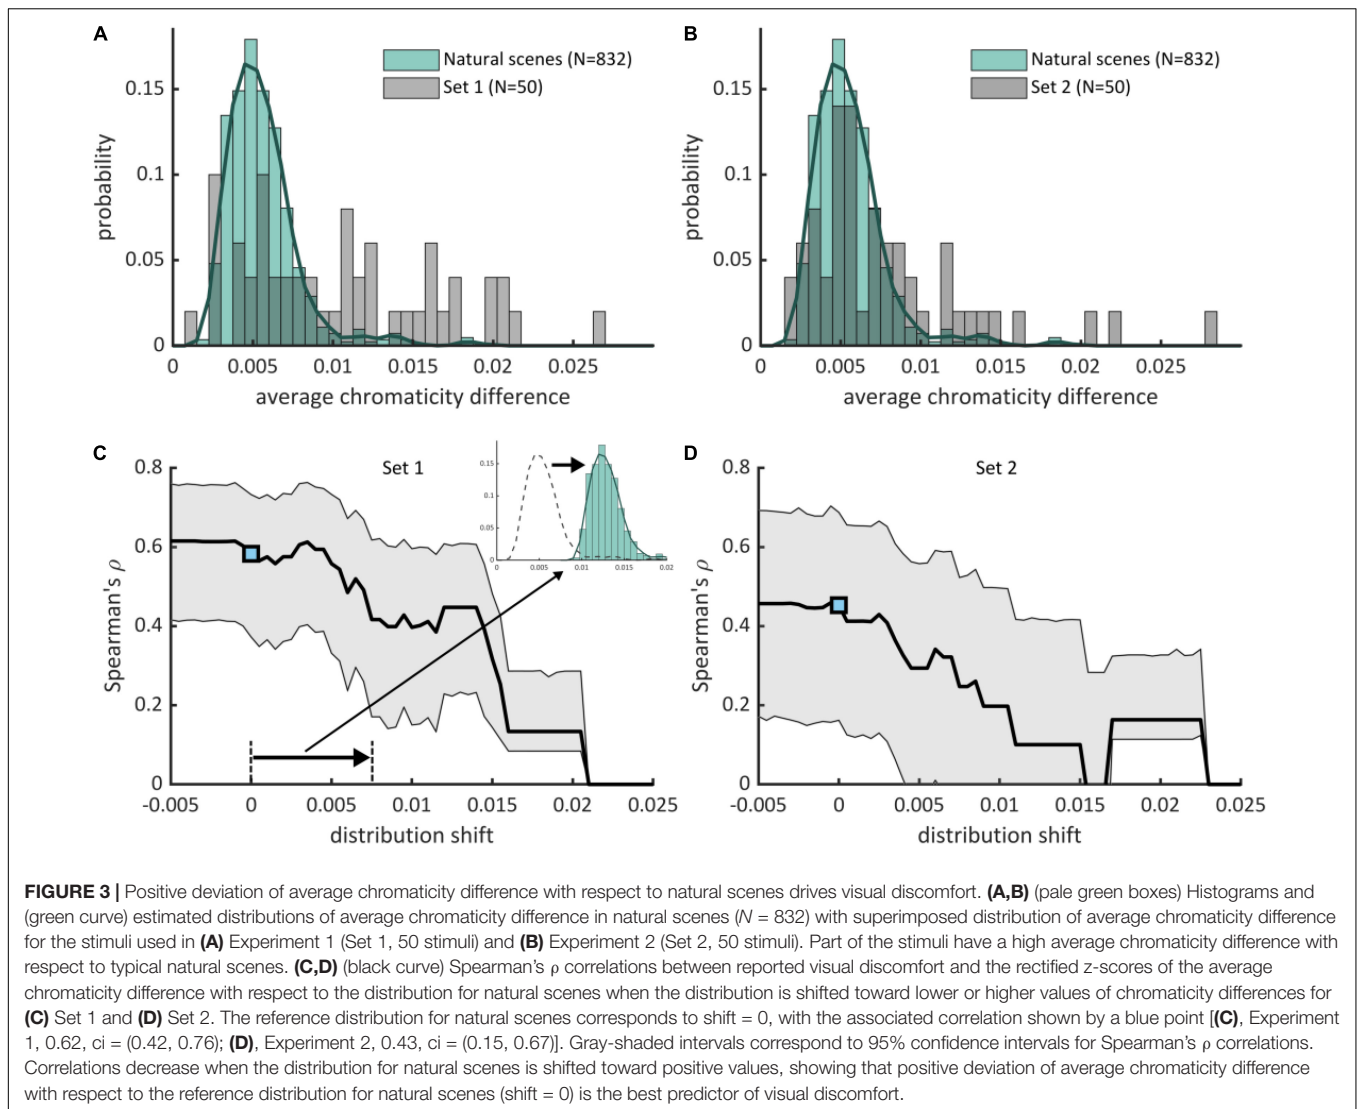 A
B
Natural scenes (N=832)
Set 1 (N=50)
probability
0.15
0.1
0.05
0
0 0.005 0.01 0.015 0.02 0.025
average chromaticity difference
Natural scenes (N=832)
Set 2 (N=50)
probability
0.15
0.1
0.05
0
0 0.005 0.01 0.015 0.02 0.025
average chromaticity difference
C
Set 1
Spearman's ρ
0.8
0.6
0.4
0.2
0
-0.005 0 0.005 0.01 0.015 0.02 0.025
distribution shift
0.15
0.1
0.05
0
0 0.005 0.01 0.015 0.02
D
Set 2
Spearman's ρ
0.8
0.6
0.4
0.2
0
-0.005 0 0.005 0.01 0.015 0.02 0.025
distribution shift
FIGURE 3 | Positive deviation of average chromaticity difference with respect to natural scenes drives visual discomfort. (A,B) (pale green boxes) Histograms and
(green curve) estimated distributions of average chromaticity difference in natural scenes (N = 832) with superimposed distribution of average chromaticity difference
for the stimuli used in (A) Experiment 1 (Set 1, 50 stimuli) and (B) Experiment 2 (Set 2, 50 stimuli). Part of the stimuli have a high average chromaticity difference with
respect to typical natural scenes. (C,D) (black curve) Spearman's ρ correlations between reported visual discomfort and the rectified z-scores of the average
chromaticity difference with respect to the distribution for natural scenes when the distribution is shifted toward lower or higher values of chromaticity differences for
(C) Set 1 and (D) Set 2. The reference distribution for natural scenes corresponds to shift = 0, with the associated correlation shown by a blue point [(C), Experiment
1, 0.62, ci = (0.42, 0.76); (D), Experiment 2, 0.43, ci = (0.15, 0.67)]. Gray-shaded intervals correspond to 95% confidence intervals for Spearman's ρ correlations.
Correlations decrease when the distribution for natural scenes is shifted toward positive values, showing that positive deviation of average chromaticity difference
with respect to the reference distribution for natural scenes (shift = 0) is the best predictor of visual discomfort.